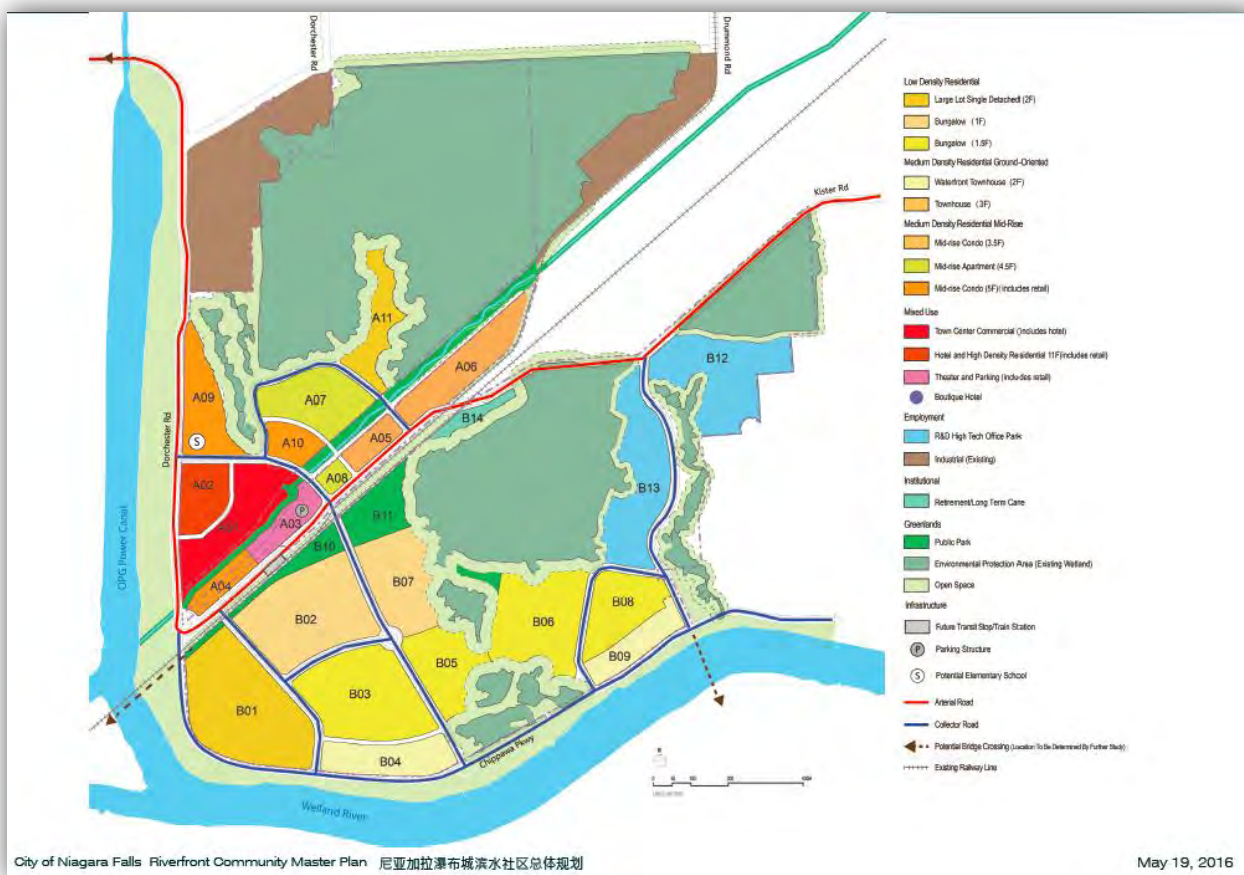 Dorchester Rd
Drummond Rd
Kister Rd
A11
A06
B12
A09
A07
S
A10
A05
B14
Dorchester Rd
A02
A08
A03
P
B13
B11
B10
OPG Power Canal
A04
B07
B02
B06
B08
B05
B09
B03
B01
B04
Chippawa Pkwy
Welland River
Low Density Residential
Large Lot Single Detached (2F)
Bungalow (1F)
Bungalow (1.5F)
Medium Density Residential Ground-Oriented
Waterfront Townhouse (2F)
Townhouse (3F)
Medium Density Residential Mid-Rise
Mid-rise Condo (3.5F)
Mid-rise Apartment (4.5F)
Mid-rise Condo (5F)(includes retail)
Mixed Use
Town Center Commercial (includes hotel)
Hotel and High Density Residential 11F(includes retail)
Theater and Parking (includes retail)
Boutique Hotel
Employment
R&D High Tech Office Park
Industrial (Existing)
Institutional
Retirement/Long Term Care
Greenlands
Public Park
Environmental Protection Area (Existing Wetland)
Open Space
Infrastructure
Future Transit Stop/Train Station
P Parking Structure
S Potential Elementary School
Arterial Road
Collector Road
Potential Bridge Crossing (Location To Be Determined By Further Study)
Existing Railway Line
City of Niagara Falls Riverfront Community Master Plan 尼亚加拉瀑布城滨水社区总体规划
May 19, 2016